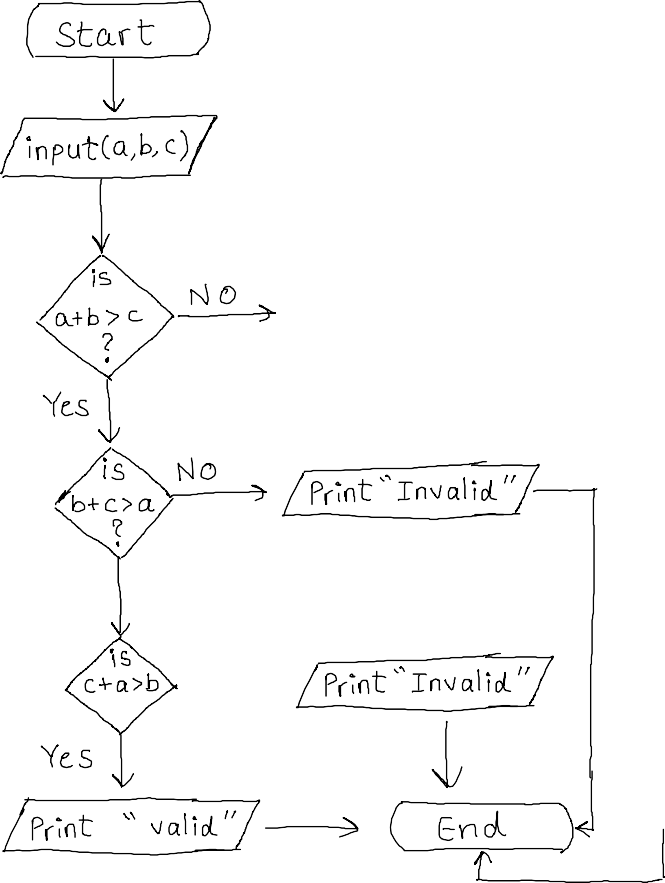 Start
input(a,b,c)
is
a+b>c
?
NO
Yes
is
b+c>a
?
NO
Print "Invalid"
is
c+a>b
Print "Invalid"
Yes
Print " valid"
End